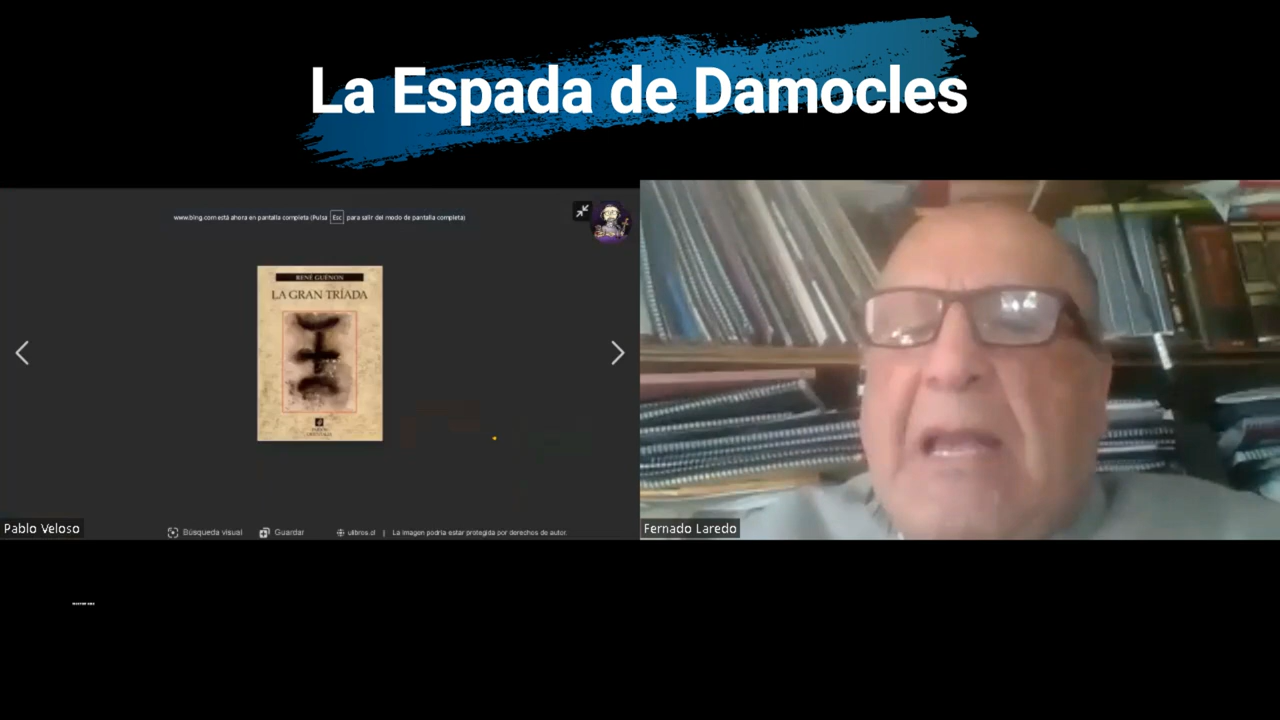 La Espada de Damocles
www.bing.com está ahora en pantalla completa (Pulsa Esc para salir del modo de pantalla completa)
RENÉ GUÉNON
LA GRAN TRÍADA
Pablo Veloso
Búsqueda visual
Guardar
ulibros.cl | La imagen podría estar protegida por derechos de autor.
Fernado Laredo